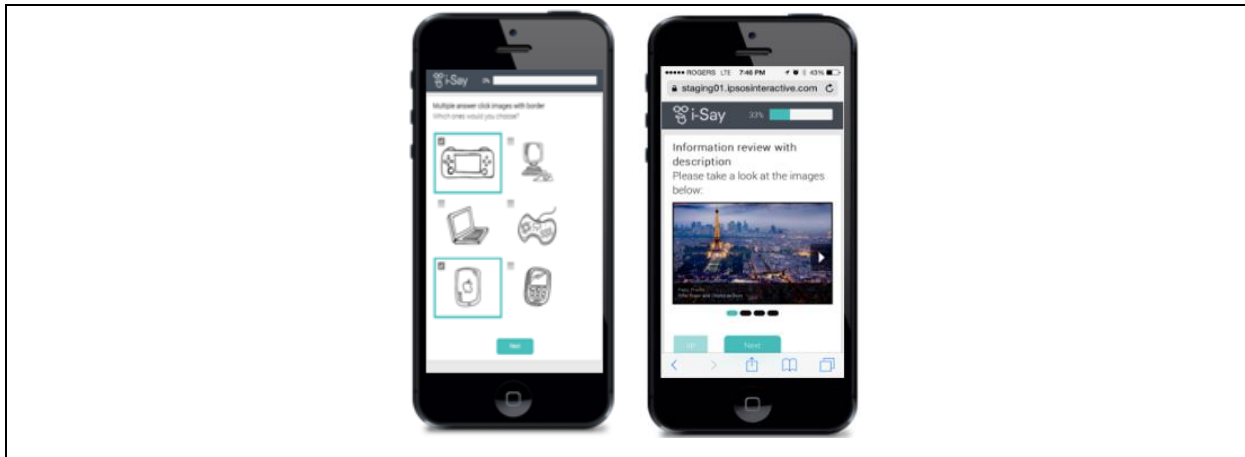 i-Say 0%
Multiple answer click images with border
Which ones would you choose?
Next
ROGERS LTE 7:46 PM 43%
staging01.ipsosinteractive.com
i-Say 33%
Information review with
description
Please take a look at the images
below:
Next